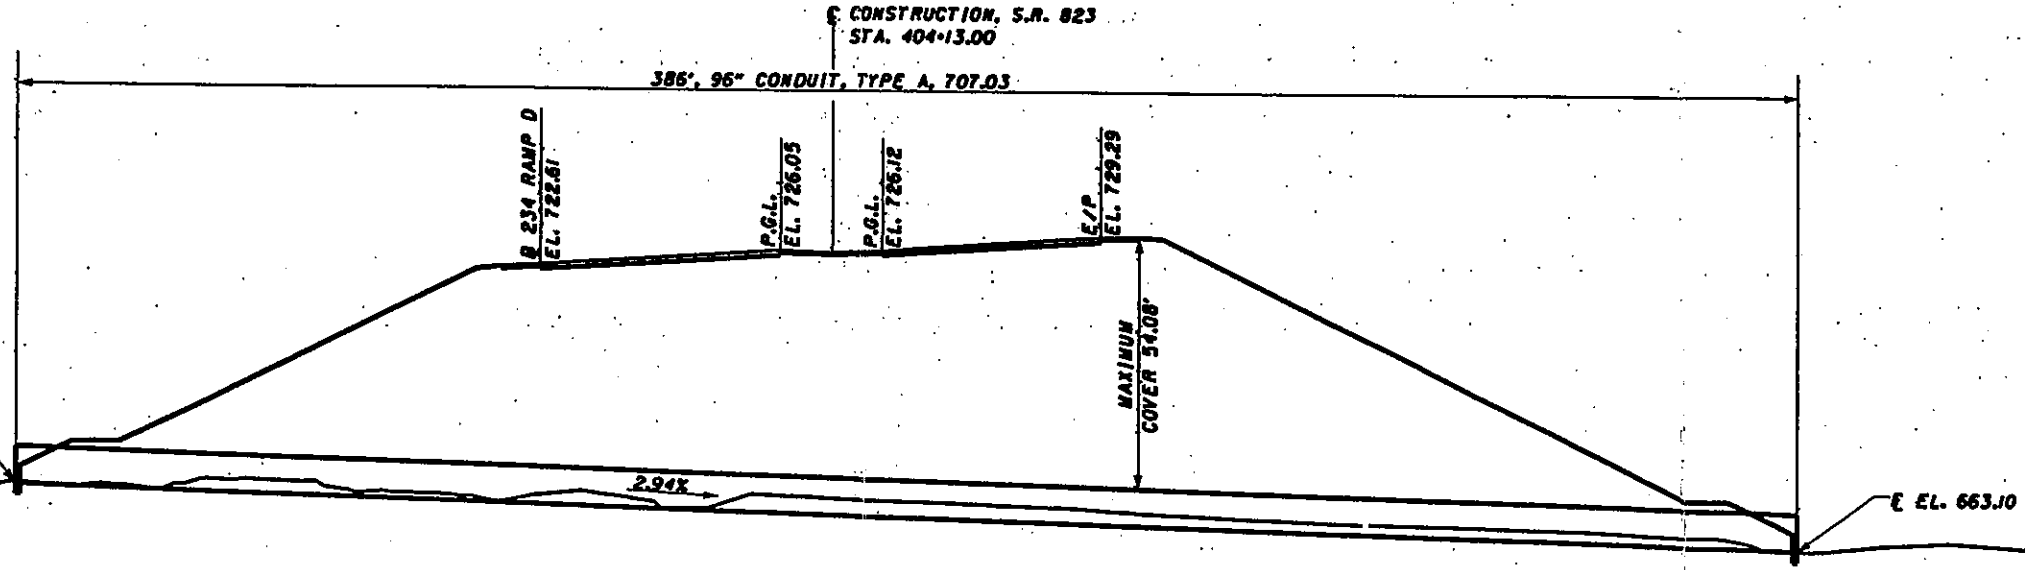 ℄ CONSTRUCTION, S.R. 823
STA. 404+13.00
386', 96" CONDUIT, TYPE A, 707.03
B 234 RAMP D
EL. 722.61
P.G.L.
EL. 726.05
P.G.L.
EL. 726.12
E/P
EL. 729.29
MAXIMUM
COVER 54.08'
2.94%
℄ EL. 663.10